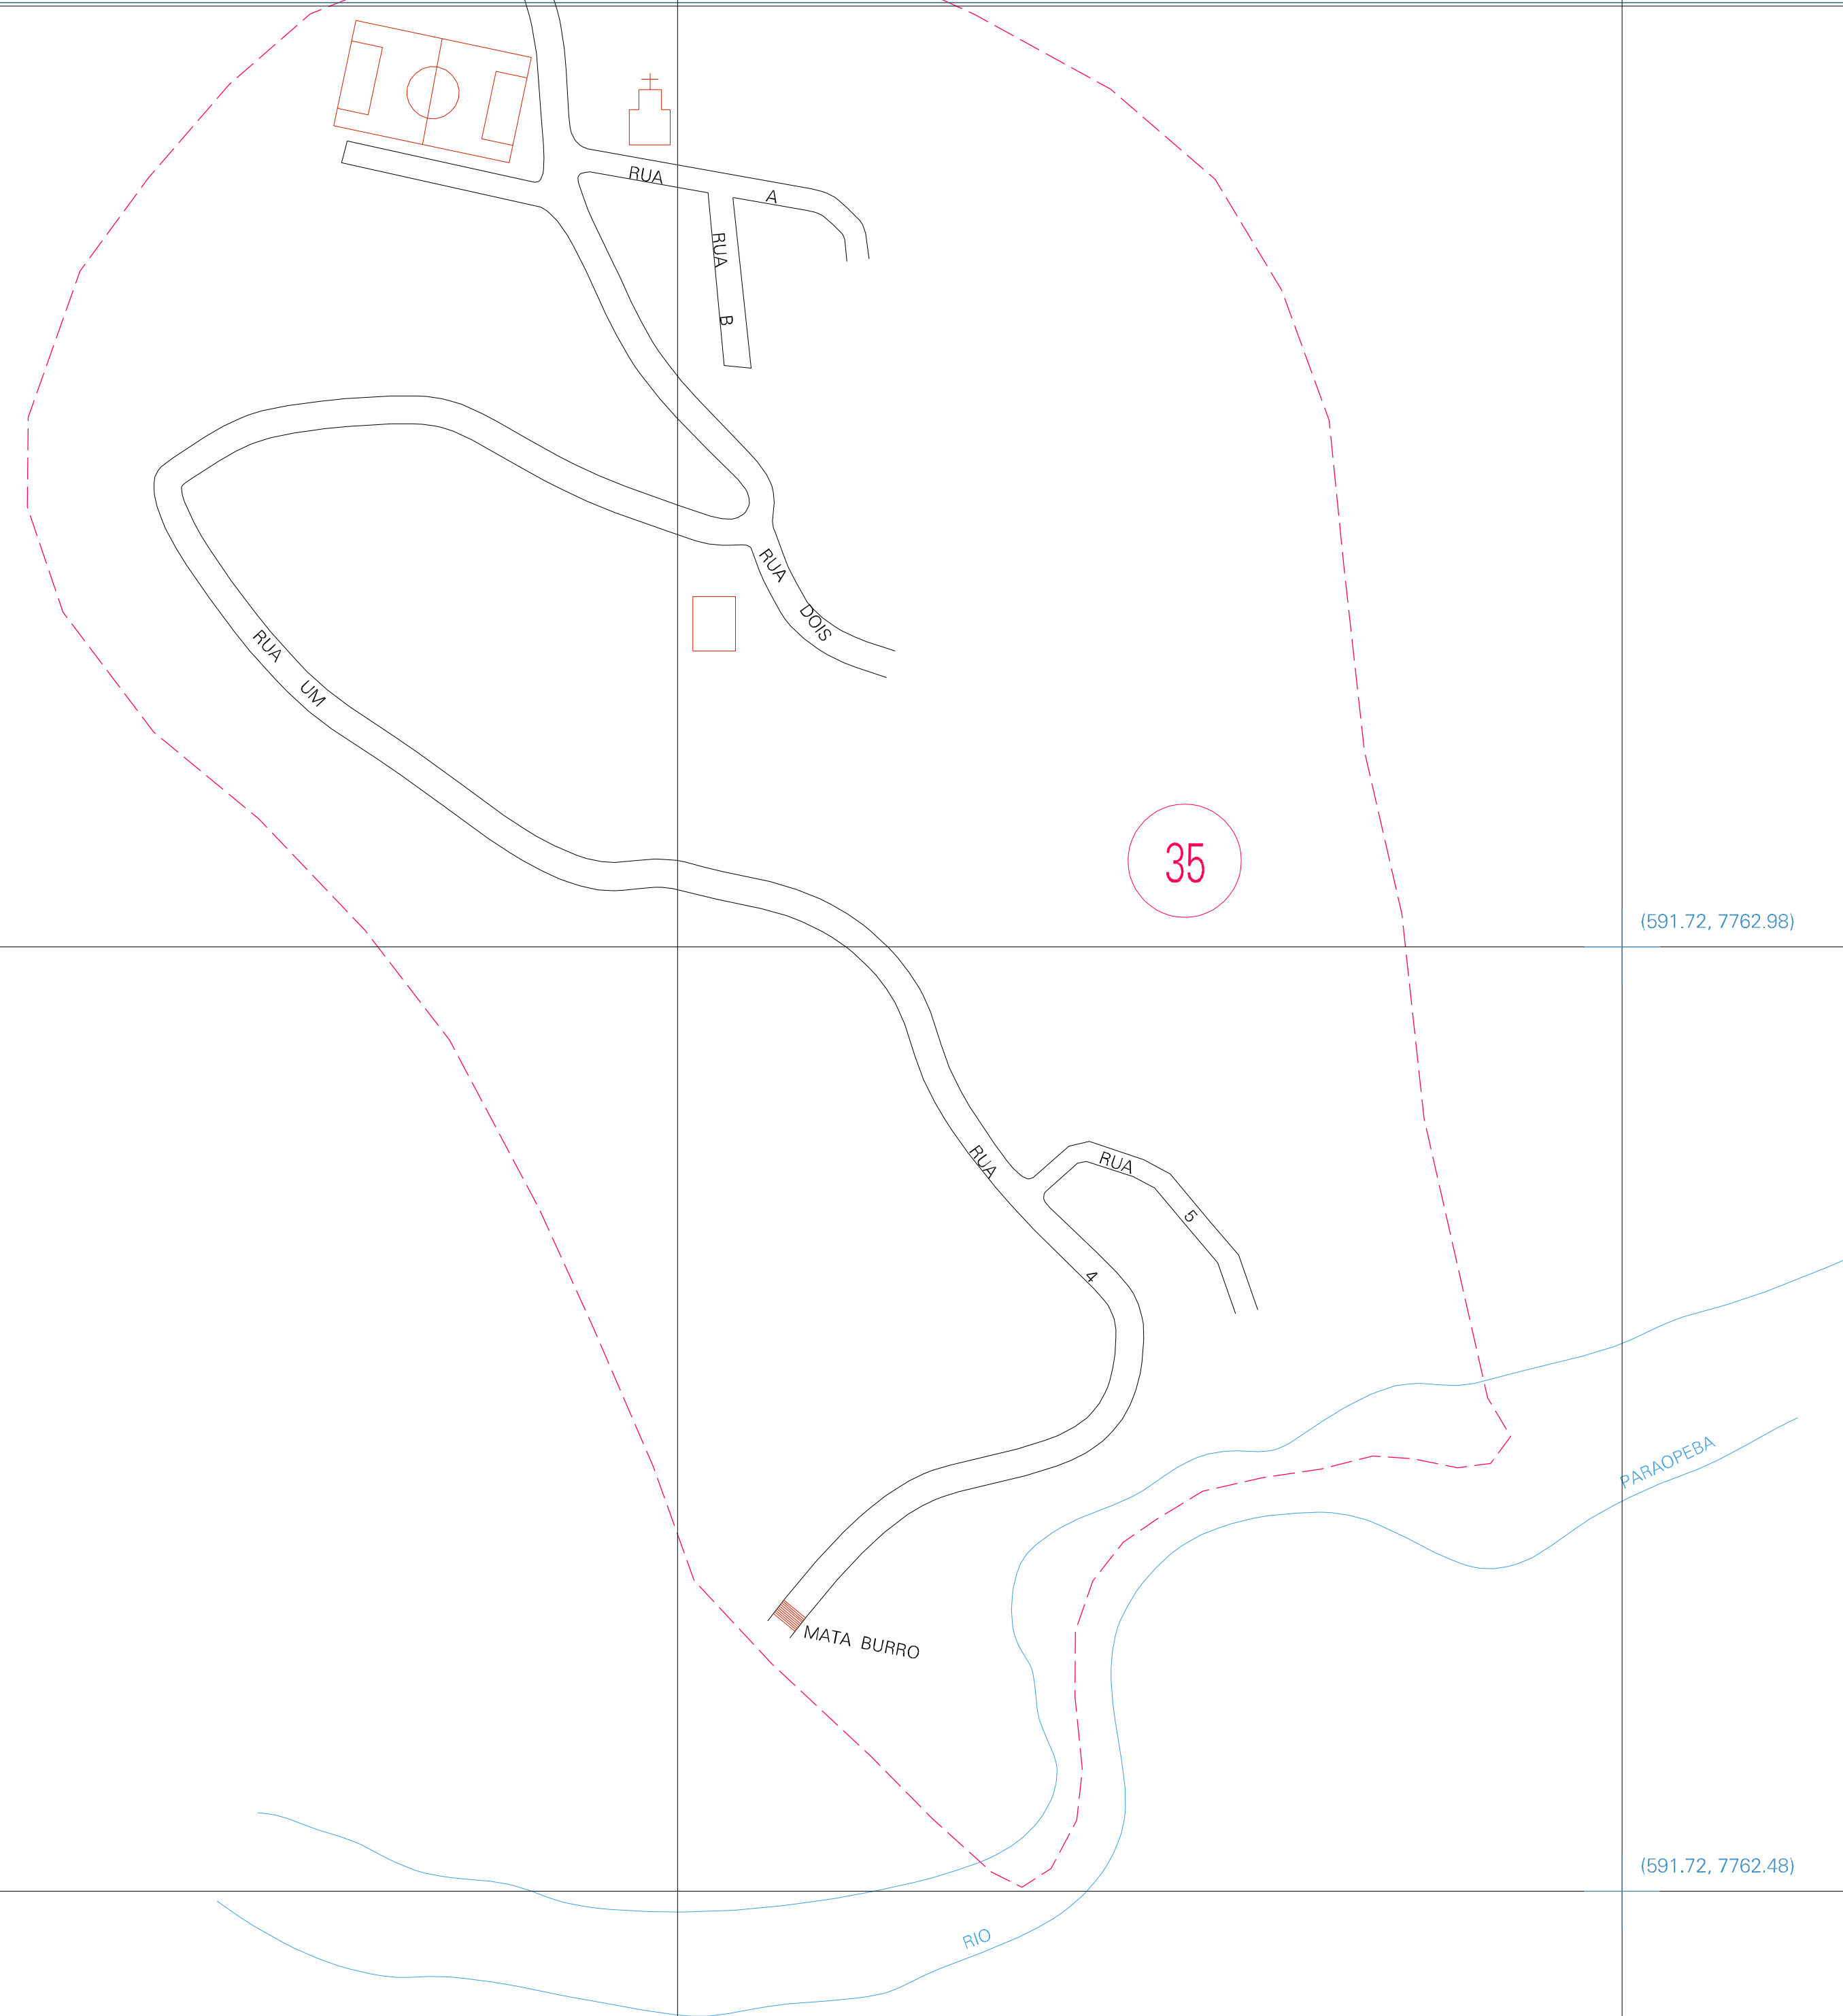 RUA A
RUA B
RUA DOIS
RUA UM
35
(591.72, 7762.98)
RUA 5
RUA 4
PARAOPEBA
MATA BURRO
(591.72, 7762.48)
RIO